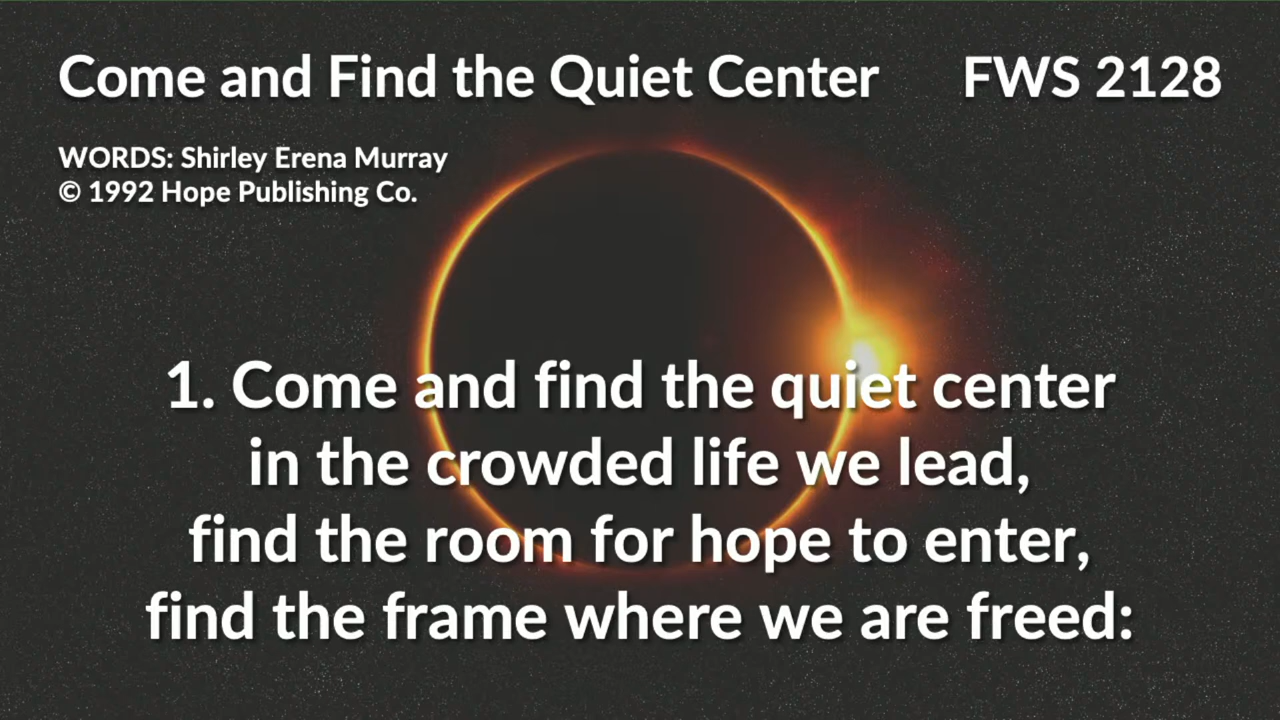 Come and Find the Quiet Center FWS 2128
WORDS: Shirley Erena Murray
© 1992 Hope Publishing Co.
1. Come and find the quiet center
in the crowded life we lead,
find the room for hope to enter,
find the frame where we are freed: